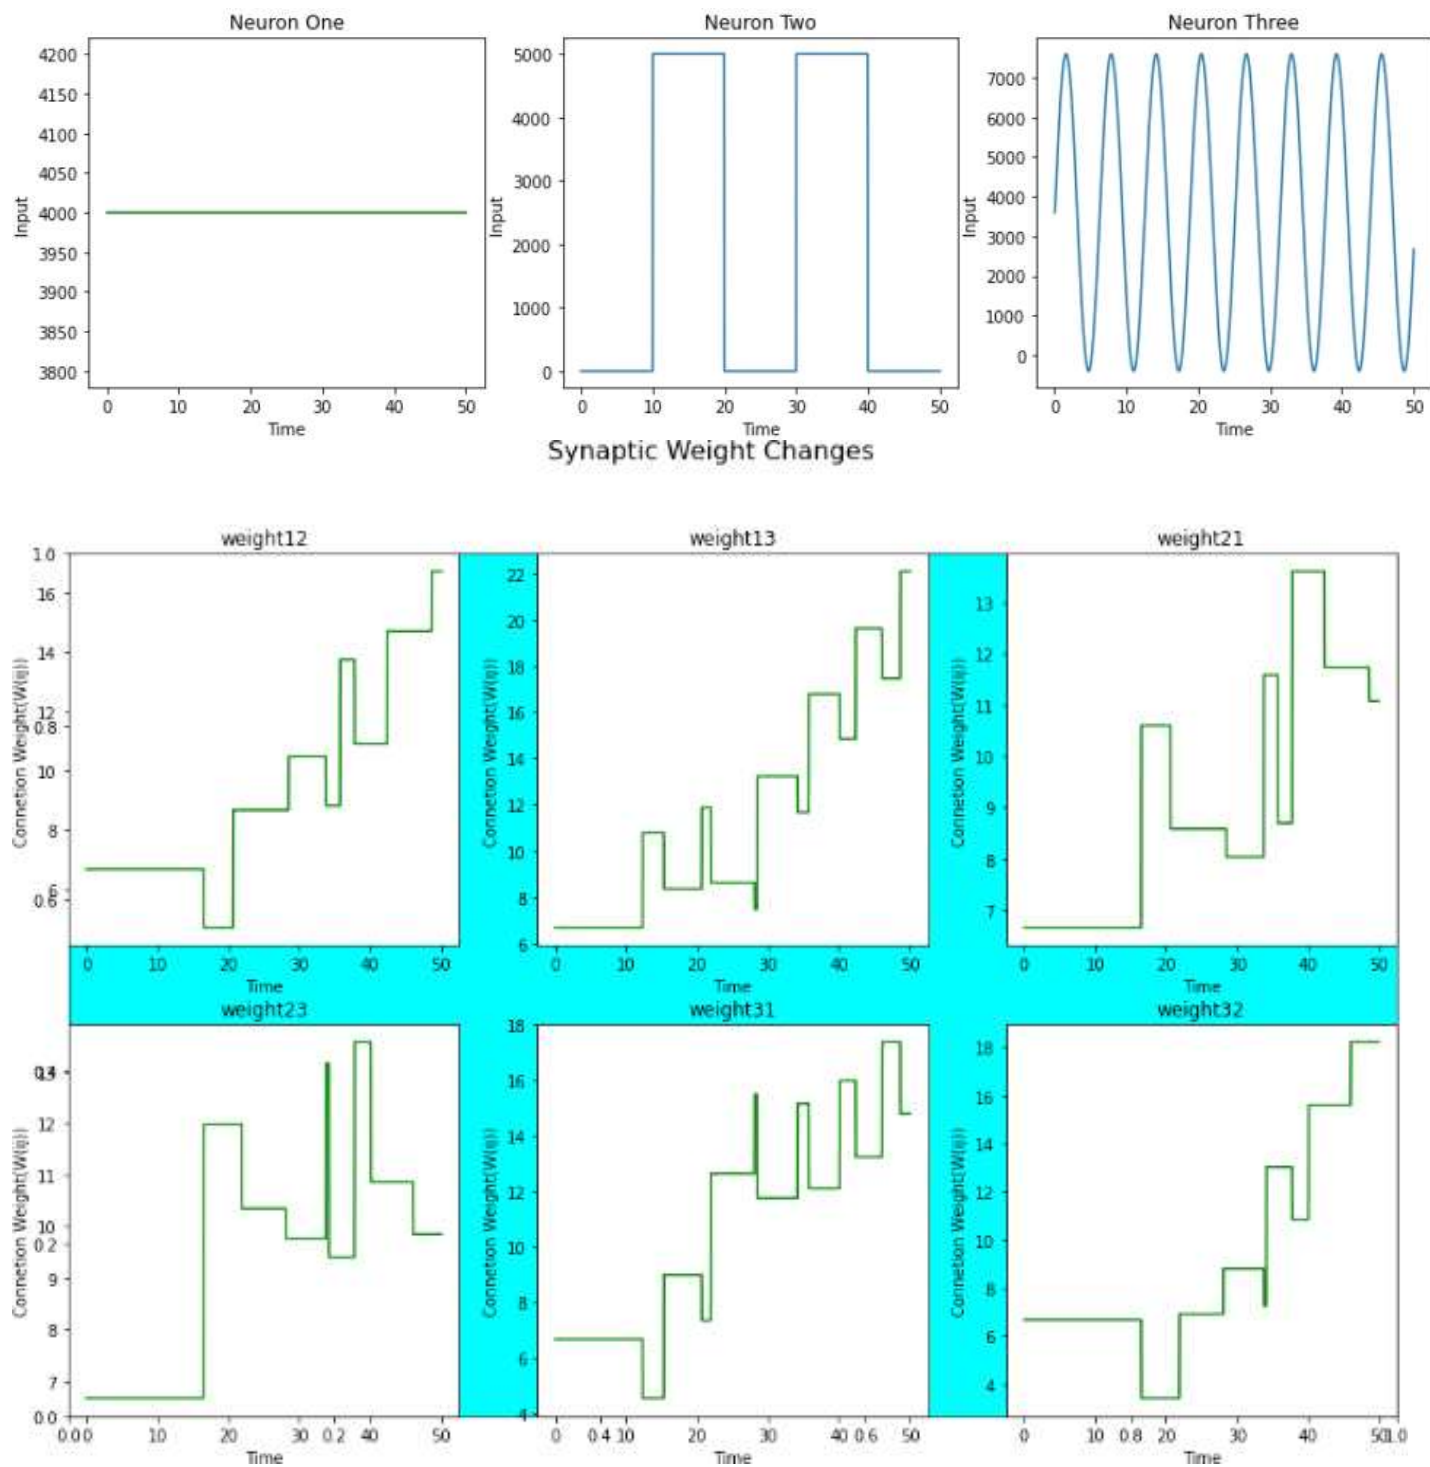 Neuron One Neuron Two Neuron Three
4200 5000 7000
4150 6000
4100 4000 5000
4050 3000 4000
Input 4000 Input Input 3000
3950 2000 2000
3900 1000 1000
3850 0
3800 0
0 10 20 30 40 50 0 10 20 30 40 50 0 10 20 30 40 50
Time Time Time
Synaptic Weight Changes
weight12 weight13 weight21
1.0 22
16 20 13
14 18 12
12 16 11
0.8 14
10 12 10
8 10 9
6 8 8
0.6 6 7
Connetion Weight(W(ij)) Connetion Weight(W(ij)) Connetion Weight(W(ij))
0 10 20 30 40 50 0 10 20 30 40 50 0 10 20 30 40 50
Time Time Time
weight23 weight31 weight32
18 18
13 16 16
12 14 14
11 12 12
10 10 10
0.2 8
9 8 6
8 6 4
7 4
0.0
Connetion Weight(W(ij)) Connetion Weight(W(ij)) Connetion Weight(W(ij))
0.0 0 10 20 30 0.2 40 50 0 0.4 10 20 30 40 0.6 50 0 10 0.8 20 30 40 50 1.0
Time Time Time